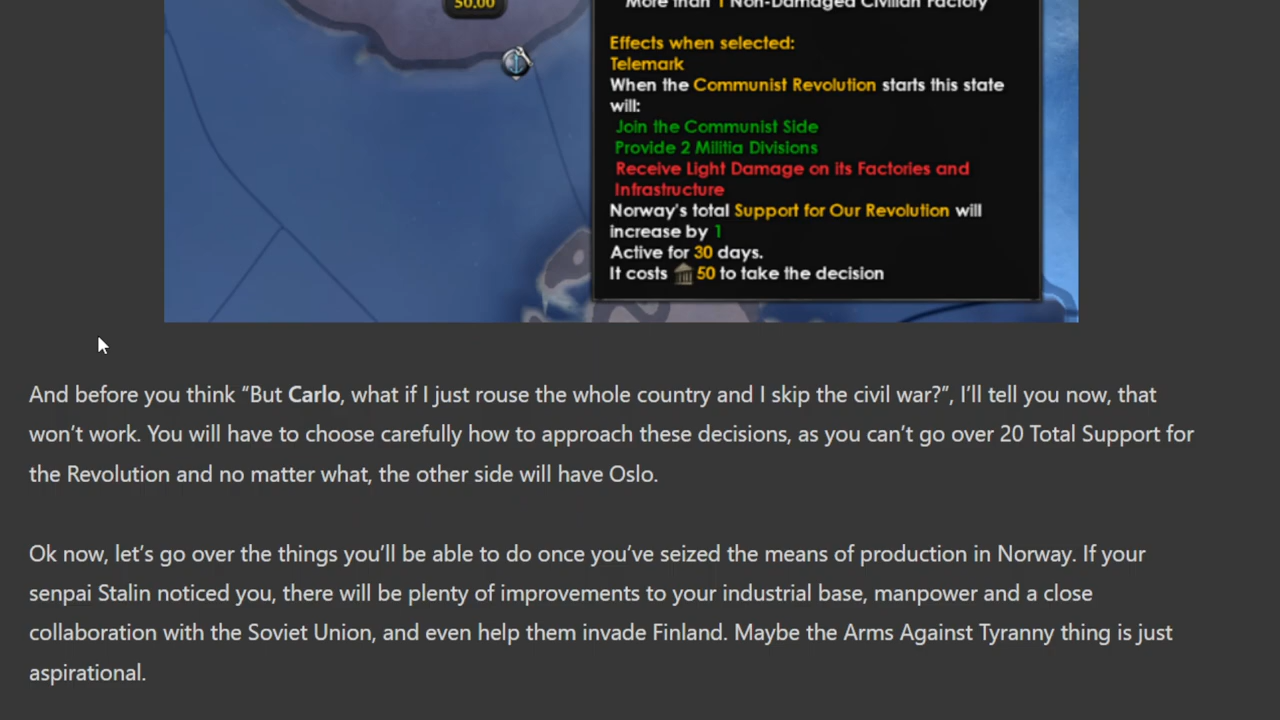 50,00
More than 1 Non-Damaged Civilian Factory
Effects when selected:
Telemark
When the Communist Revolution starts this state
will:
Join the Communist Side
Provide 2 Militia Divisions
Receive Light Damage on its Factories and
Infrastructure
Norway's total Support for Our Revolution will
increase by 1
Active for 30 days.
It costs 50 to take the decision
And before you think “But Carlo, what if I just rouse the whole country and I skip the civil war?”, I’ll tell you now, that
won’t work. You will have to choose carefully how to approach these decisions, as you can’t go over 20 Total Support for
the Revolution and no matter what, the other side will have Oslo.
Ok now, let’s go over the things you’ll be able to do once you’ve seized the means of production in Norway. If your
senpai Stalin noticed you, there will be plenty of improvements to your industrial base, manpower and a close
collaboration with the Soviet Union, and even help them invade Finland. Maybe the Arms Against Tyranny thing is just
aspirational.